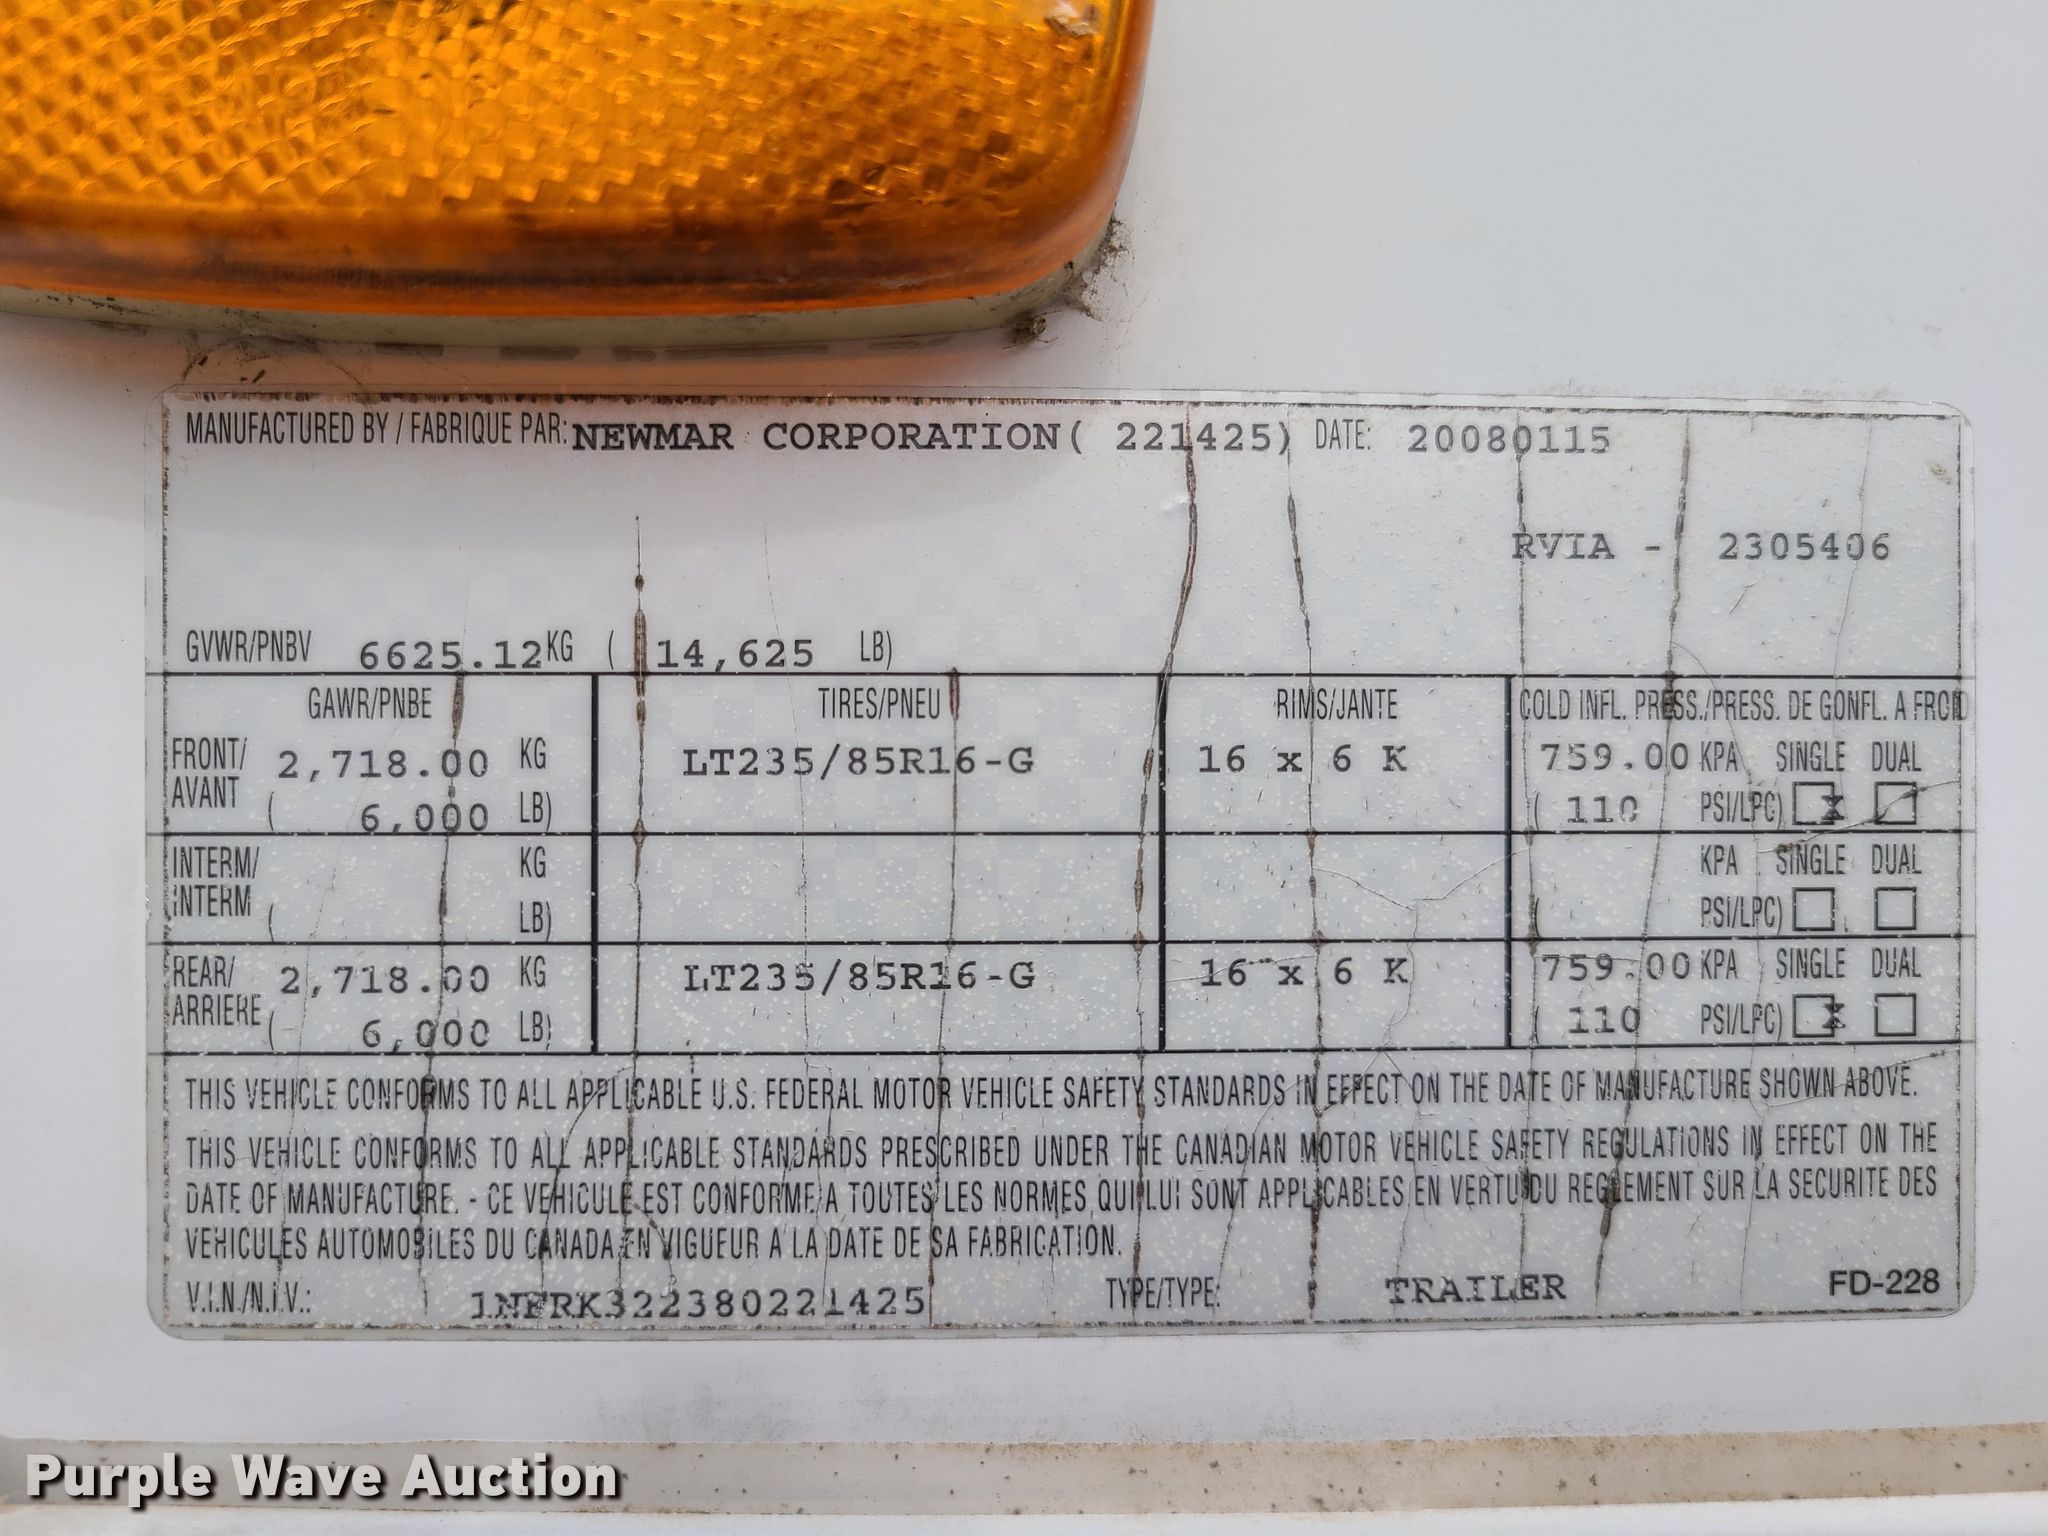 MANUFACTURED BY / FABRIQUE PAR: NEWMAR CORPORATION( 221425) DATE: 20080115
RVIA - 2305406
GVWR/PNBV 6625.12 KG ( 14,625 LB)
GAWR/PNBE TIRES/PNEU RIMS/JANTE COLD INFL. PRESS./PRESS. DE GONFL. A FROID
FRONT/ 2,718.00 KG LT235/85R16-G 16 x 6 K 759.00 KPA SINGLE DUAL
AVANT ( 6,000 LB) ( 110 PSI/LPC) X
INTERM/ KG KPA SINGLE DUAL
INTERM ( LB) ( PSI/LPC)
REAR/ 2,718.00 KG LT235/85R16-G 16 x 6 K 759.00 KPA SINGLE DUAL
ARRIERE ( 6,000 LB) ( 110 PSI/LPC) X
THIS VEHICLE CONFORMS TO ALL APPLICABLE U.S. FEDERAL MOTOR VEHICLE SAFETY STANDARDS IN EFFECT ON THE DATE OF MANUFACTURE SHOWN ABOVE.
THIS VEHICLE CONFORMS TO ALL APPLICABLE STANDARDS PRESCRIBED UNDER THE CANADIAN MOTOR VEHICLE SAFETY REGULATIONS IN EFFECT ON THE
DATE OF MANUFACTURE. - CE VEHICULE EST CONFORME A TOUTES LES NORMES QUI LUI SONT APPLICABLES EN VERTU DU REGLEMENT SUR LA SECURITE DES
VEHICULES AUTOMOBILES DU CANADA EN VIGUEUR A LA DATE DE SA FABRICATION.
V.I.N./N.I.V.: 1NFRK322380221425 TYPE/TYPE: TRAILER FD-228
Purple Wave Auction